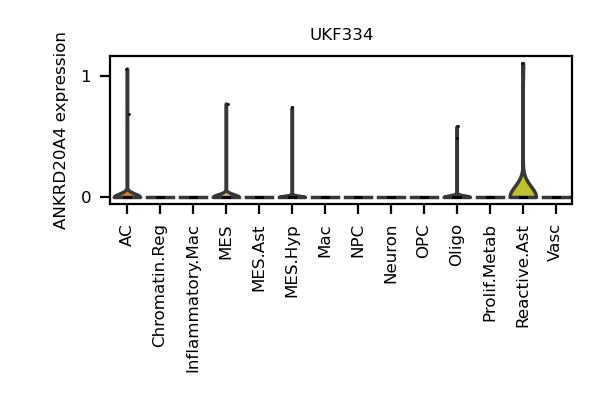 UKF334
ANKRD20A4 expression
1
0
AC
Chromatin.Reg
Inflammatory.Mac
MES
MES.Ast
MES.Hyp
Mac
NPC
Neuron
OPC
Oligo
Prolif.Metab
Reactive.Ast
Vasc